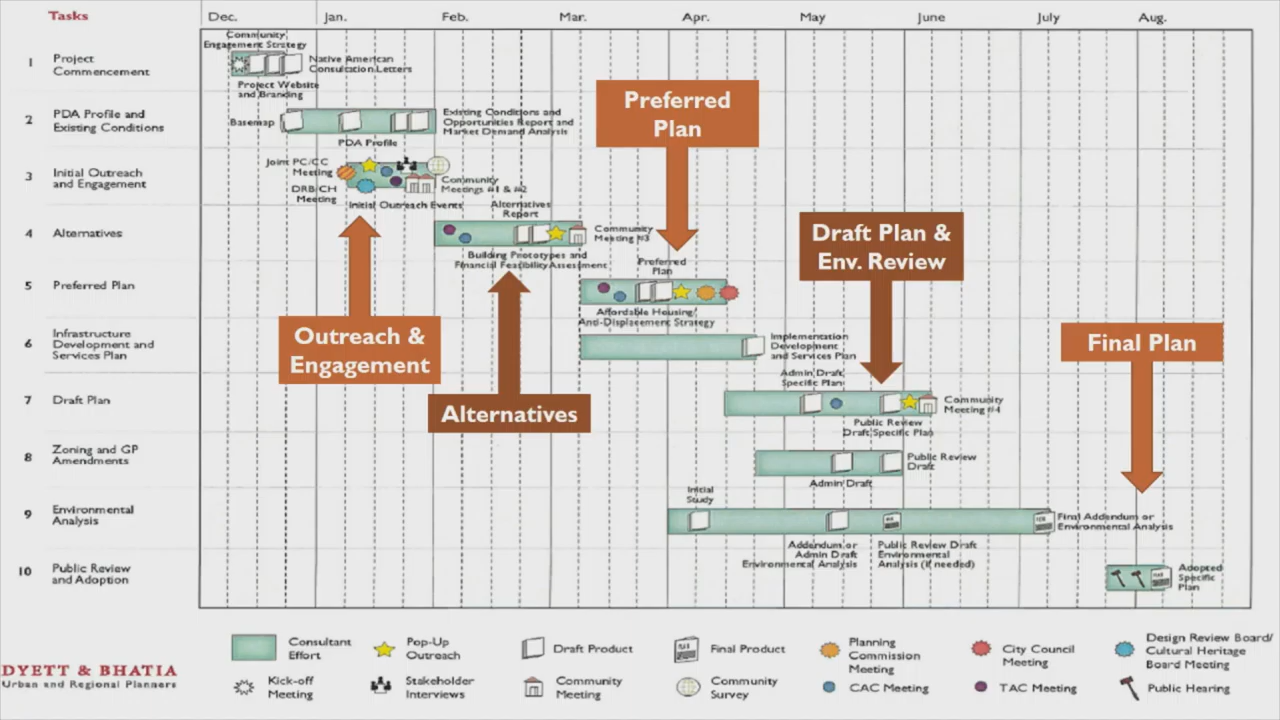 Tasks
Dec.
Jan.
Feb.
Mar.
Apr.
May
June
July
Aug.
1
Project
Commencement
Community
Engagement Strategy
Native American
Consultation Letters
Project Website
and Branding
2
PDA Profile and
Existing Conditions
Basemap
Existing Conditions and
Opportunities Report and
Market Demand Analysis
PDA Profile
3
Initial Outreach
and Engagement
Joint PC/CC
Meeting
DRB/CH
Meeting
Community
Meetings #1 & #2
Initial Outreach Events
4
Alternatives
Alternatives
Report
Community
Meeting #3
Building Prototypes and
Financial Feasibility Assessment
5
Preferred Plan
Preferred
Plan
Affordable Housing/
Anti-Displacement Strategy
6
Infrastructure
Development and
Services Plan
Implementation
Development
and Services Plan
7
Draft Plan
Admin Draft
Specific Plan
Community
Meeting #4
Public Review
Draft Specific Plan
8
Zoning and GP
Amendments
Public Review
Draft
Admin Draft
9
Environmental
Analysis
Initial
Study
Final Addendum or
Environmental Analysis
Addendum or
Admin Draft
Environmental Analysis
Public Review Draft
Environmental
Analysis (if needed)
10
Public Review
and Adoption
Adopted
Specific
Plan
Preferred
Plan
Draft Plan &
Env. Review
Outreach &
Engagement
Alternatives
Final Plan
Consultant
Effort
Pop-Up
Outreach
Draft Product
Final Product
Planning
Commission
Meeting
City Council
Meeting
Design Review Board/
Cultural Heritage
Board Meeting
Kick-off
Meeting
Stakeholder
Interviews
Community
Meeting
Community
Survey
CAC Meeting
TAC Meeting
Public Hearing
DYETT & BHATIA
Urban and Regional Planners